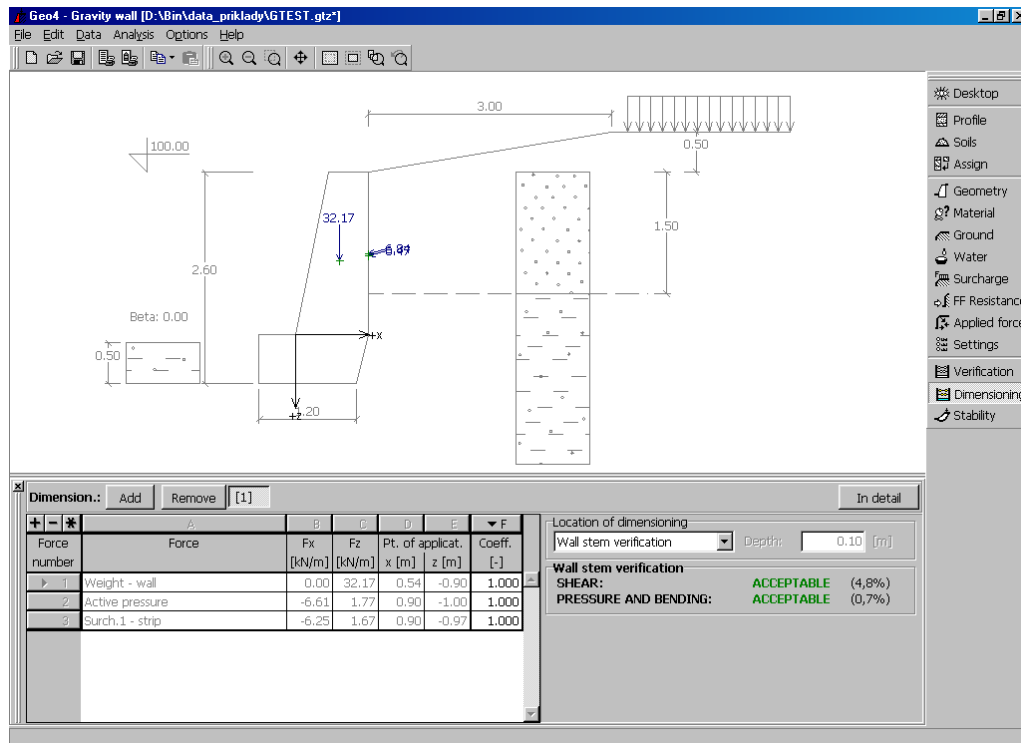 Geo4 - Gravity wall [D:\Bin\data_priklady\GTEST.gtz*]
File Edit Data Analysis Options Help
3.00
100.00
0.50
32.17
1.50
2.60
+x
Beta: 0.00
0.50
+z
1.20
Desktop
Profile
Soils
Assign
Geometry
Material
Ground
Water
Surcharge
FF Resistance
Applied force
Settings
Verification
Dimensioning
Stability
Dimension.: Add Remove [1] In detail
A B C D E F
Force number Force Fx [kN/m] Fz [kN/m] Pt. of applicat. x [m] z [m] Coeff. [-]
1 Weight - wall 0.00 32.17 0.54 -0.90 1.000
2 Active pressure -6.61 1.77 0.90 -1.00 1.000
3 Surch.1 - strip -6.25 1.67 0.90 -0.97 1.000
Location of dimensioning
Wall stem verification Depth: 0.10 [m]
Wall stem verification
SHEAR: ACCEPTABLE (4,8%)
PRESSURE AND BENDING: ACCEPTABLE (0,7%)